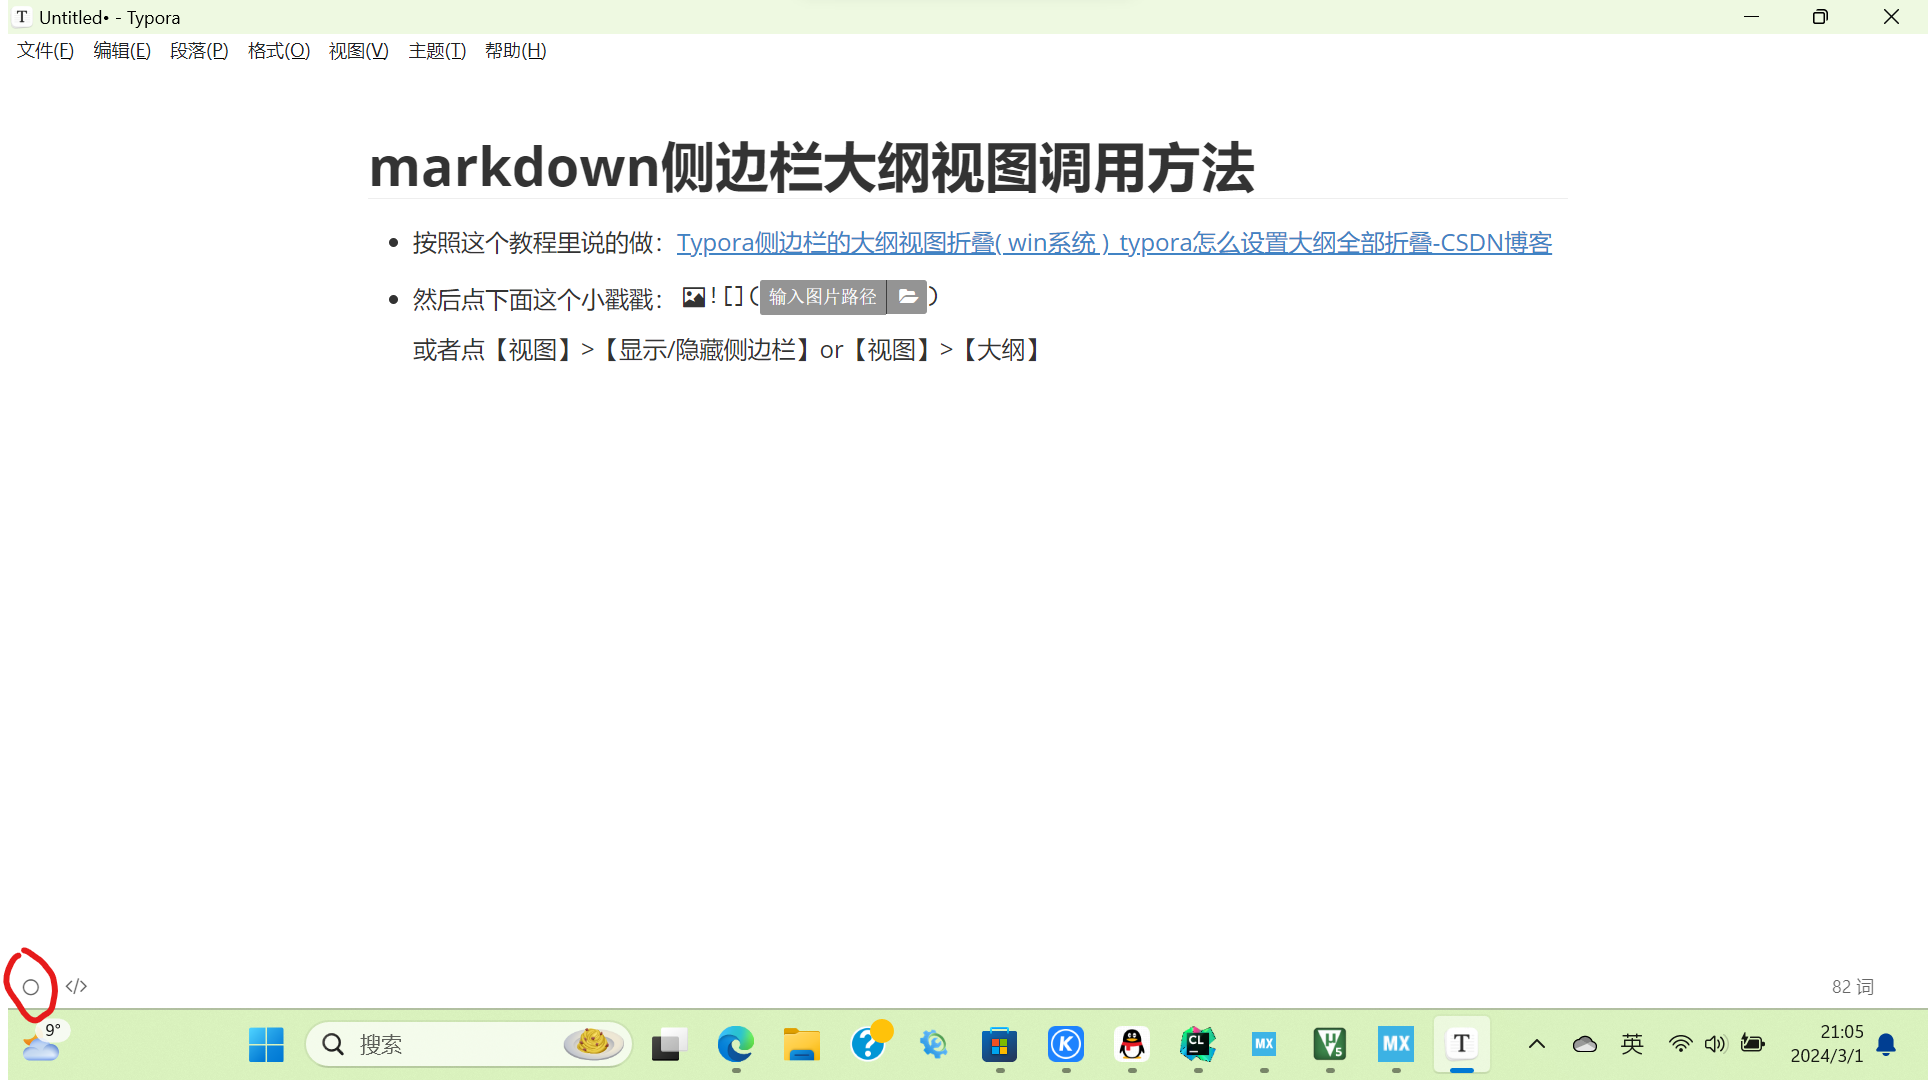 T Untitled• - Typora
文件(F) 编辑(E) 段落(P) 格式(O) 视图(V) 主题(T) 帮助(H)
markdown侧边栏大纲视图调用方法
按照这个教程里说的做：Typora侧边栏的大纲视图折叠( win系统 )_typora怎么设置大纲全部折叠-CSDN博客
然后点下面这个小戳戳： ![](输入图片路径)
或者点【视图】>【显示/隐藏侧边栏】or【视图】>【大纲】
</> 82 词
9° 搜索 ? K CL MX V5 MX T 英 21:05
2024/3/1